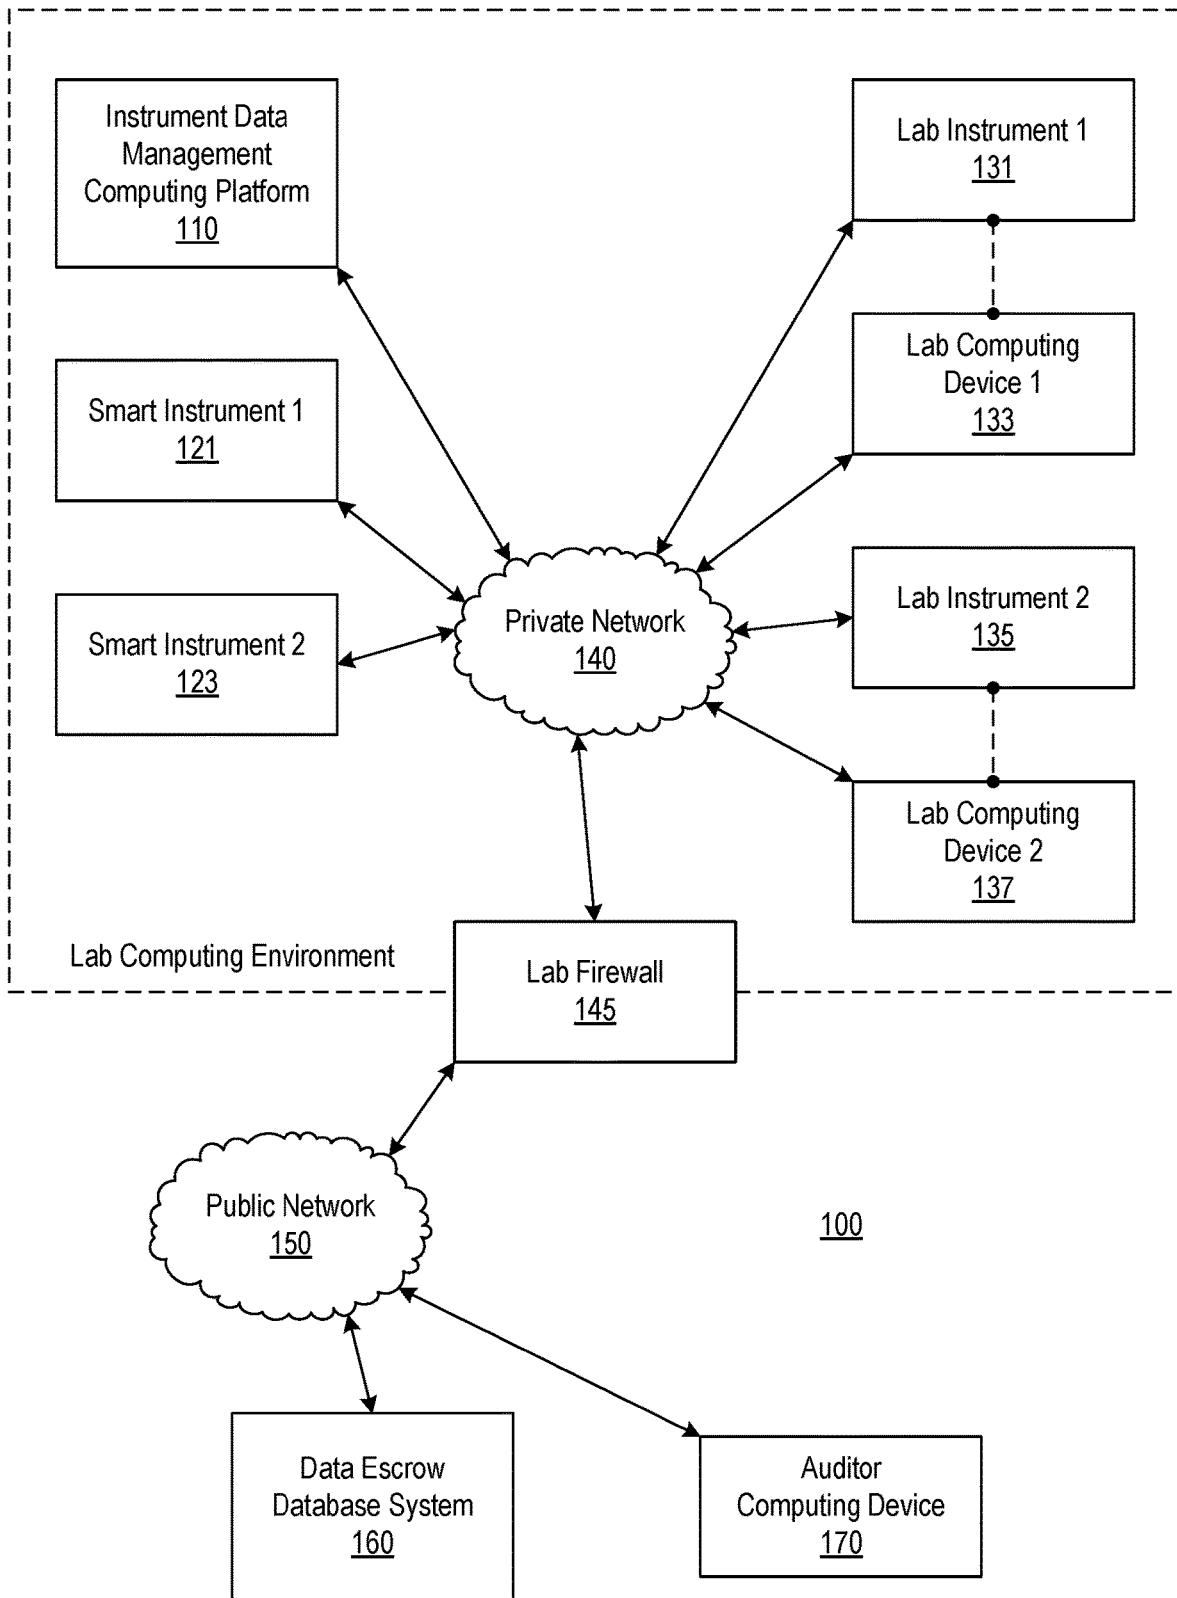 Instrument Data
Management
Computing Platform
110
Lab Instrument 1
131
Smart Instrument 1
121
Lab Computing
Device 1
133
Smart Instrument 2
123
Private Network
140
Lab Instrument 2
135
Lab Computing
Device 2
137
Lab Computing Environment
Lab Firewall
145
Public Network
150
100
Data Escrow
Database System
160
Auditor
Computing Device
170